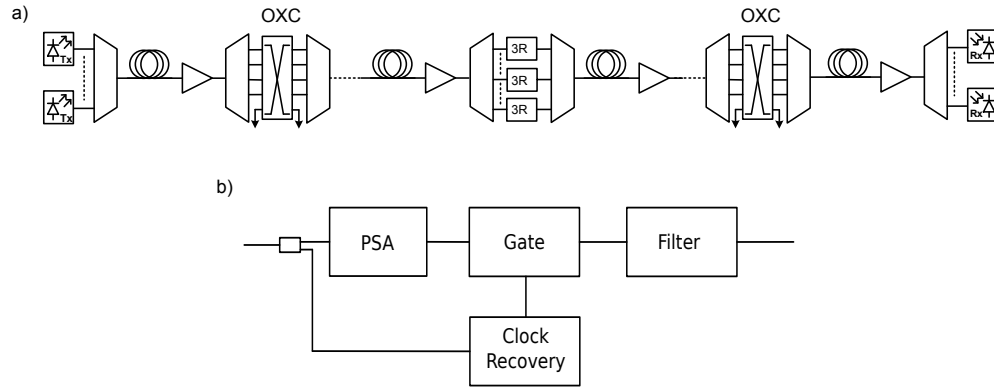 a)
OXC
OXC
Tx
Tx
3R
3R
3R
Rx
Rx
b)
PSA
Gate
Filter
Clock
Recovery